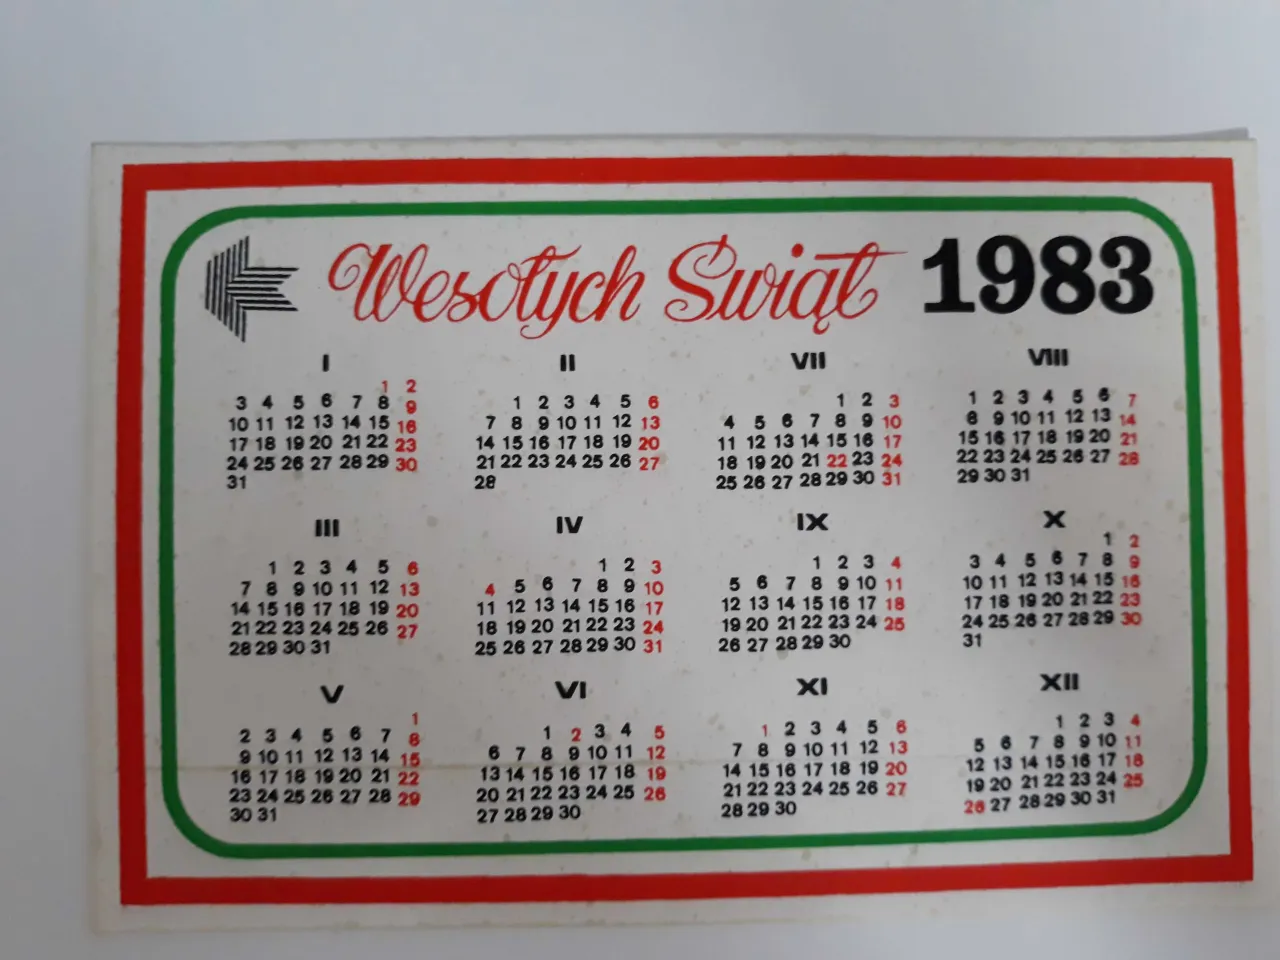 Wesołych Świąt 1983
I
1 2
3 4 5 6 7 8 9
10 11 12 13 14 15 16
17 18 19 20 21 22 23
24 25 26 27 28 29 30
31
II
1 2 3 4 5 6
7 8 9 10 11 12 13
14 15 16 17 18 19 20
21 22 23 24 25 26 27
28
VII
1 2 3
4 5 6 7 8 9 10
11 12 13 14 15 16 17
18 19 20 21 22 23 24
25 26 27 28 29 30 31
VIII
1 2 3 4 5 6 7
8 9 10 11 12 13 14
15 16 17 18 19 20 21
22 23 24 25 26 27 28
29 30 31
III
1 2 3 4 5 6
7 8 9 10 11 12 13
14 15 16 17 18 19 20
21 22 23 24 25 26 27
28 29 30 31
IV
1 2 3
4 5 6 7 8 9 10
11 12 13 14 15 16 17
18 19 20 21 22 23 24
25 26 27 28 29 30 31
IX
1 2 3 4
5 6 7 8 9 10 11
12 13 14 15 16 17 18
19 20 21 22 23 24 25
26 27 28 29 30
X
1 2
3 4 5 6 7 8 9
10 11 12 13 14 15 16
17 18 19 20 21 22 23
24 25 26 27 28 29 30
31
V
1
2 3 4 5 6 7 8
9 10 11 12 13 14 15
16 17 18 19 20 21 22
23 24 25 26 27 28 29
30 31
VI
1 2 3 4 5
6 7 8 9 10 11 12
13 14 15 16 17 18 19
20 21 22 23 24 25 26
27 28 29 30
XI
1 2 3 4 5 6
7 8 9 10 11 12 13
14 15 16 17 18 19 20
21 22 23 24 25 26 27
28 29 30
XII
1 2 3 4
5 6 7 8 9 10 11
12 13 14 15 16 17 18
19 20 21 22 23 24 25
26 27 28 29 30 31